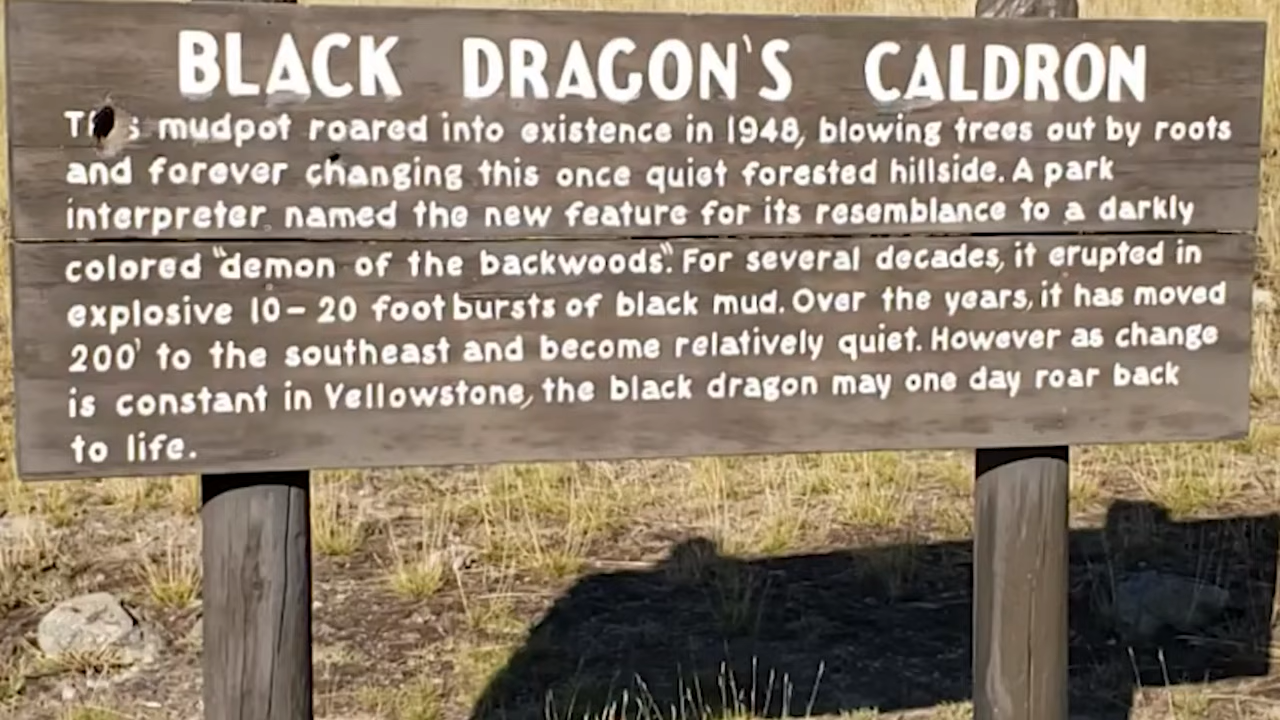 BLACK DRAGON'S CALDRON
This mudpot roared into existence in 1948, blowing trees out by roots
and forever changing this once quiet forested hillside. A park
interpreter named the new feature for its resemblance to a darkly
colored "demon of the backwoods". For several decades, it erupted in
explosive 10-20 foot bursts of black mud. Over the years, it has moved
200' to the southeast and become relatively quiet. However as change
is constant in Yellowstone, the black dragon may one day roar back
to life.